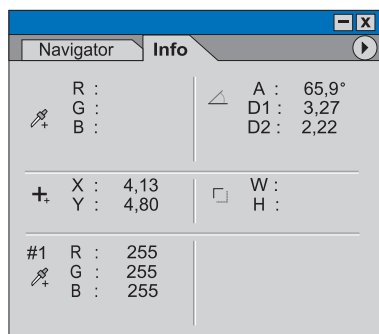 Navigator Info
R :
G :
B :
A : 65,9°
D1 : 3,27
D2 : 2,22
X : 4,13
Y : 4,80
W :
H :
#1 R : 255
G : 255
B : 255